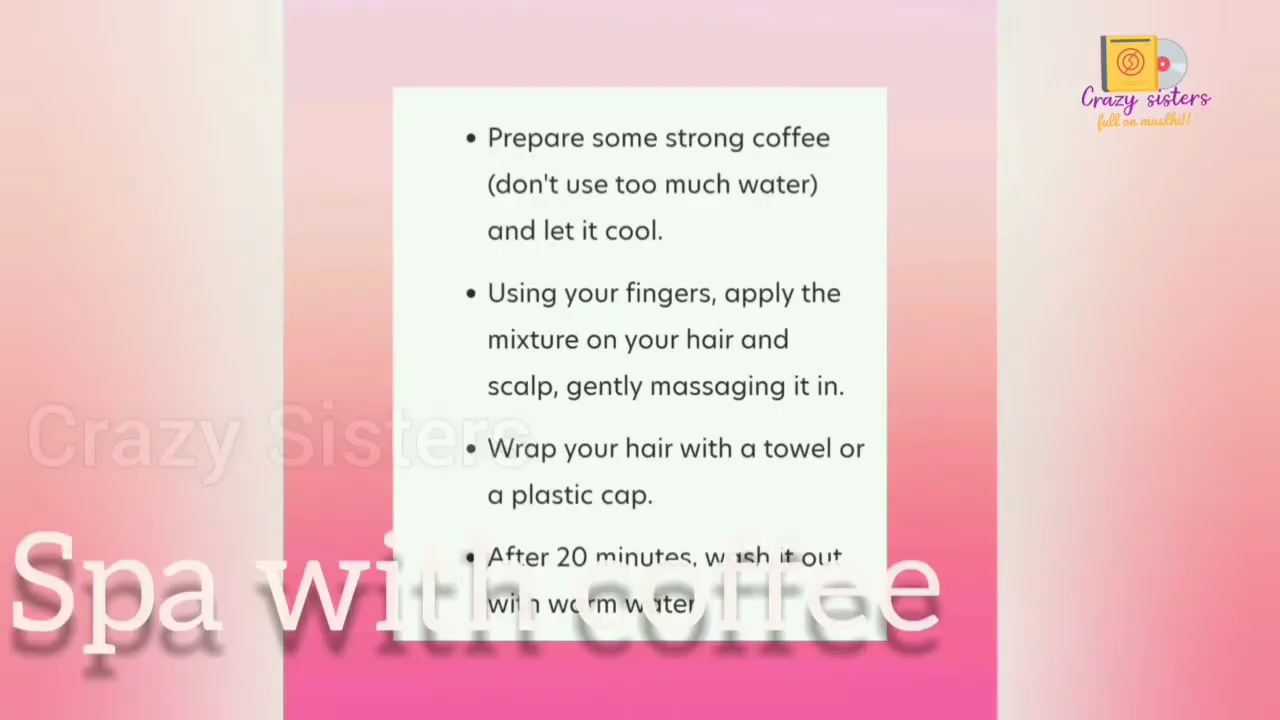 Crazy sisters
full on masthi!!
• Prepare some strong coffee
(don't use too much water)
and let it cool.
• Using your fingers, apply the
mixture on your hair and
scalp, gently massaging it in.
• Wrap your hair with a towel or
a plastic cap.
• After 20 minutes, wash it out
with warm water
Crazy Sisters
Spa with coffee